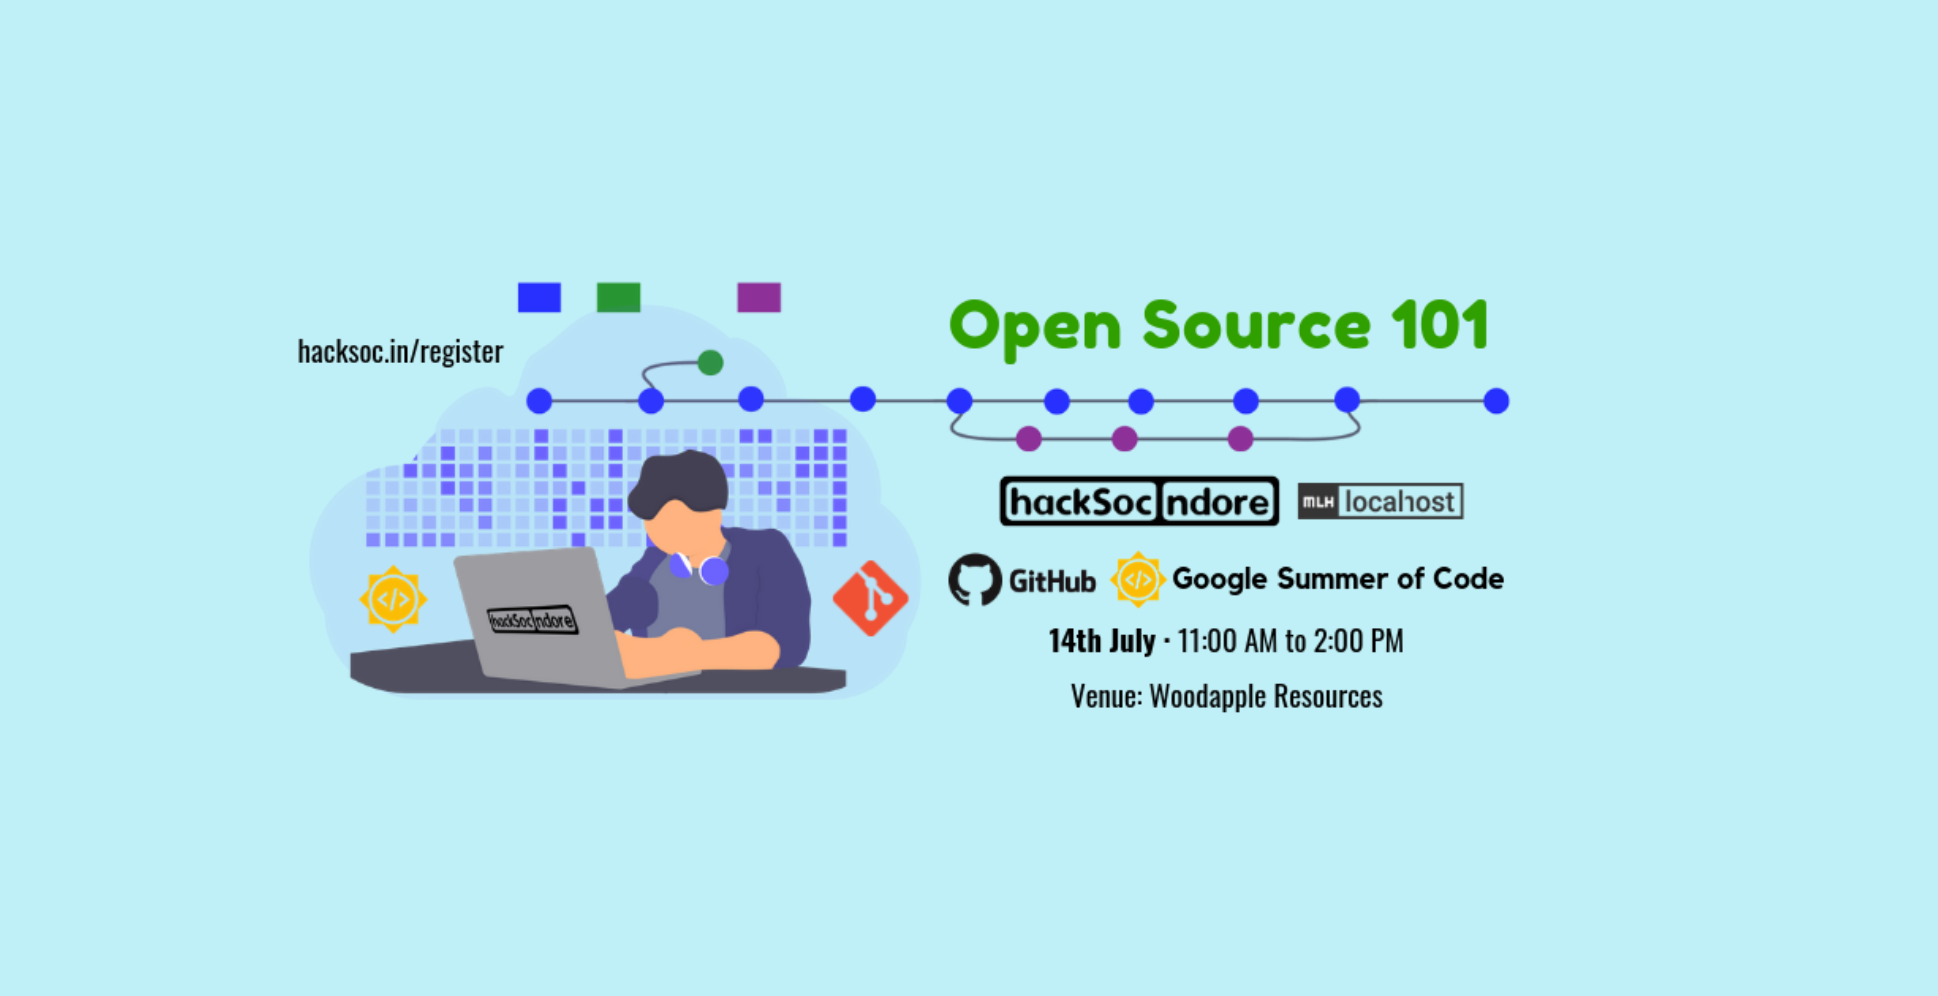 hacksoc.in/register
Open Source 101
hackSoc|ndore
MLH localhost
GitHub
</> Google Summer of Code
14th July · 11:00 AM to 2:00 PM
Venue: Woodapple Resources
</>
hackSoc|ndore